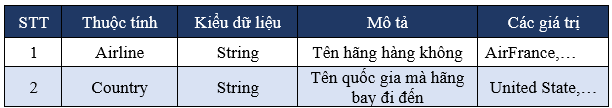 STT Thuộc tính Kiểu dữ liệu Mô tả Các giá trị
1 Airline String Tên hãng hàng không AirFrance,…
2 Country String Tên quốc gia mà hãng bay đi đến United State,…